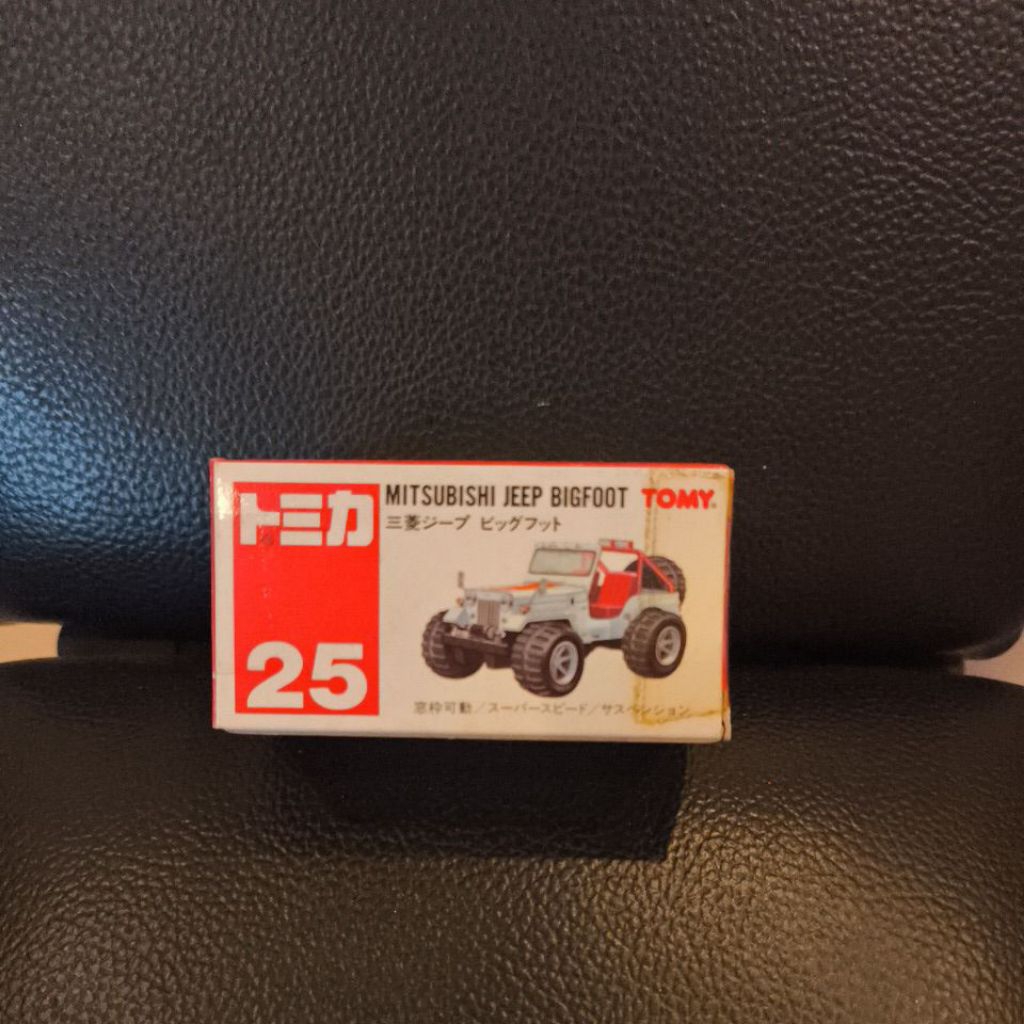 トミカ
25
MITSUBISHI JEEP BIGFOOT
TOMY
三菱ジープ ビッグフット
窓枠可動/スーパースピード/サスペンション